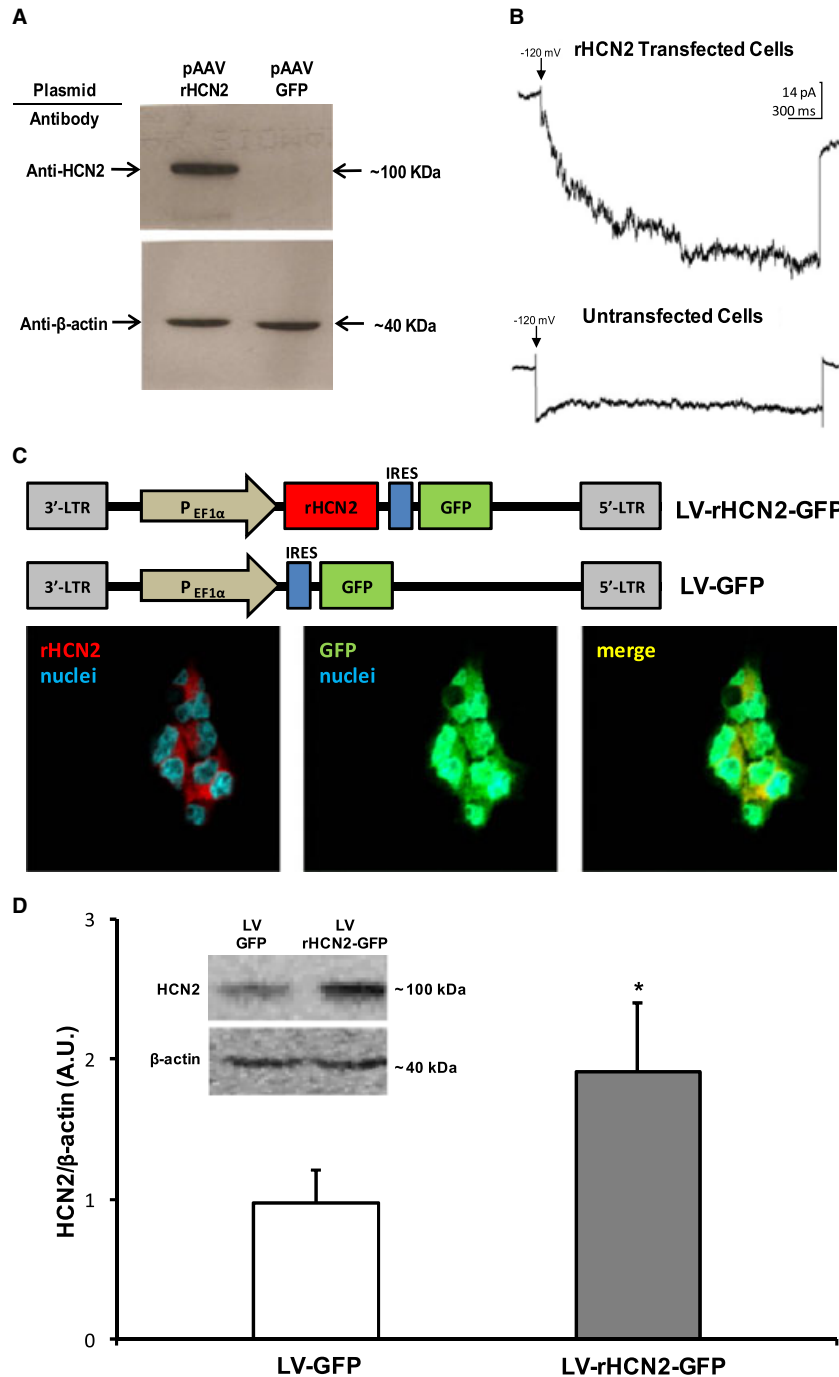 A
Plasmid
pAAV
rHCN2
pAAV
GFP
Antibody
Anti-HCN2
~100 KDa
Anti-β-actin
~40 KDa
B
-120 mV
rHCN2 Transfected Cells
14 pA
300 ms
-120 mV
Untransfected Cells
C
3’-LTR
P EF1α
rHCN2
IRES
GFP
5’-LTR
LV-rHCN2-GFP
3’-LTR
P EF1α
IRES
GFP
5’-LTR
LV-GFP
rHCN2
nuclei
GFP
nuclei
merge
D
HCN2/β-actin (A.U.)
3
2
1
0
LV
GFP
LV
rHCN2-GFP
HCN2
~100 kDa
β-actin
~40 kDa
*
LV-GFP
LV-rHCN2-GFP